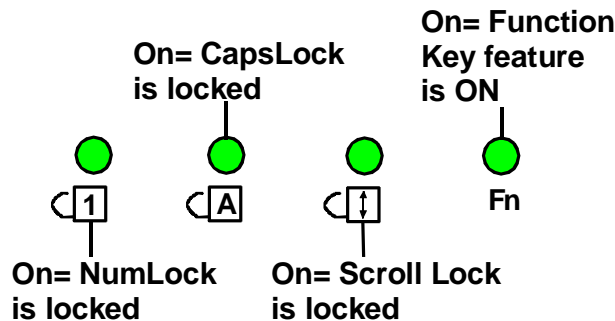 On= Function
Key feature
is ON
On= CapsLock
is locked
1
A
Fn
On= NumLock
is locked
On= Scroll Lock
is locked